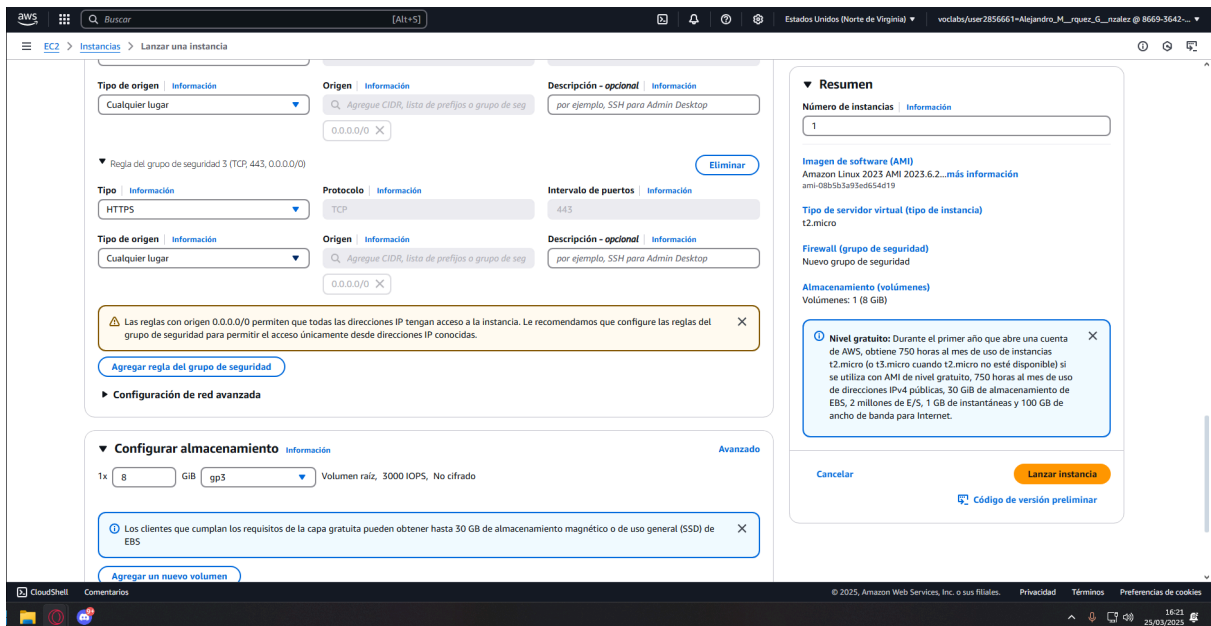 aws
Buscar [Alt+S]
Estados Unidos (Norte de Virginia) voclabs/user2856661=Alejandro_M__rquez_G__nzalez @ 8669-3642-...
EC2 > Instancias > Lanzar una instancia
Tipo de origen | Información
Cualquier lugar
Origen | Información
Agregue CIDR, lista de prefijos o grupo de seg
0.0.0.0/0
Descripción - opcional | Información
por ejemplo, SSH para Admin Desktop
Regla del grupo de seguridad 3 (TCP, 443, 0.0.0.0/0)
Eliminar
Tipo | Información
HTTPS
Protocolo | Información
TCP
Intervalo de puertos | Información
443
Tipo de origen | Información
Cualquier lugar
Origen | Información
Agregue CIDR, lista de prefijos o grupo de seg
0.0.0.0/0
Descripción - opcional | Información
por ejemplo, SSH para Admin Desktop
Las reglas con origen 0.0.0.0/0 permiten que todas las direcciones IP tengan acceso a la instancia. Le recomendamos que configure las reglas del
grupo de seguridad para permitir el acceso únicamente desde direcciones IP conocidas.
Agregar regla del grupo de seguridad
Configuración de red avanzada
Configurar almacenamiento Información
Avanzado
1x 8 GiB gp3 Volumen raíz, 3000 IOPS, No cifrado
Los clientes que cumplan los requisitos de la capa gratuita pueden obtener hasta 30 GB de almacenamiento magnético o de uso general (SSD) de
EBS
Agregar un nuevo volumen
Resumen
Número de instancias | Información
1
Imagen de software (AMI)
Amazon Linux 2023 AMI 2023.6.2...más información
ami-08b5b3a93ed654d19
Tipo de servidor virtual (tipo de instancia)
t2.micro
Firewall (grupo de seguridad)
Nuevo grupo de seguridad
Almacenamiento (volúmenes)
Volúmenes: 1 (8 GiB)
Nivel gratuito: Durante el primer año que abre una cuenta
de AWS, obtiene 750 horas al mes de uso de instancias
t2.micro (o t3.micro cuando t2.micro no esté disponible) si
se utiliza con AMI de nivel gratuito, 750 horas al mes de uso
de direcciones IPv4 públicas, 30 GiB de almacenamiento de
EBS, 2 millones de E/S, 1 GB de instantáneas y 100 GB de
ancho de banda para Internet.
Cancelar
Lanzar instancia
Código de versión preliminar
CloudShell Comentarios
© 2025, Amazon Web Services, Inc. o sus filiales. Privacidad Términos Preferencias de cookies
9+
16:21
25/03/2025